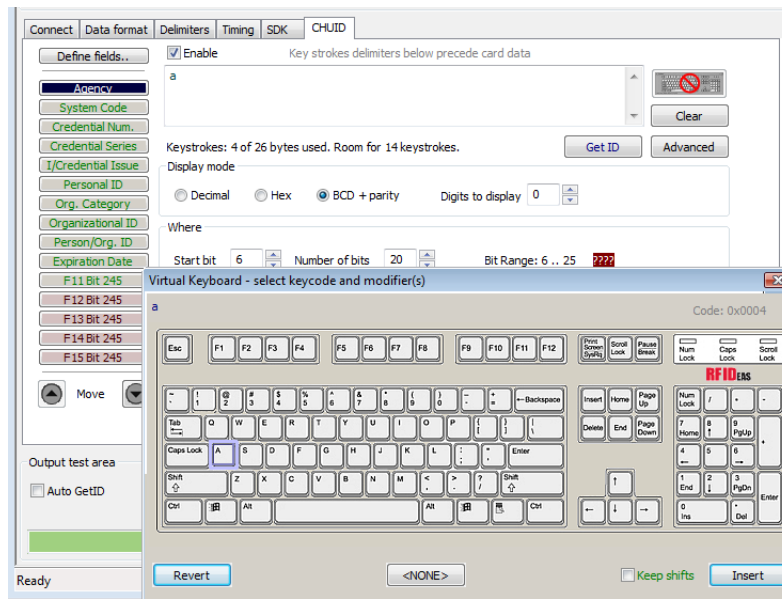 Connect Data format Delimiters Timing SDK CHUID
Define fields..
Enable Key strokes delimiters below precede card data
a
Agency
System Code
Credential Num.
Clear
Credential Series
Keystrokes: 4 of 26 bytes used. Room for 14 keystrokes. Get ID Advanced
I/Credential Issue
Display mode
Personal ID
Decimal Hex BCD + parity Digits to display 0
Org. Category
Organizational ID
Where
Person/Org. ID
Expiration Date
Start bit 6 Number of bits 20 Bit Range: 6 .. 25 ????
F11 Bit 245
F12 Bit 245
F13 Bit 245
F14 Bit 245
F15 Bit 245
Move
Output test area
Auto GetID
Ready
Virtual Keyboard - select keycode and modifier(s)
a Code: 0x0004
Esc F1 F2 F3 F4 F5 F6 F7 F8 F9 F10 F11 F12 Print Screen SysRq Scroll Lock Pause Break Num Lock Caps Lock Scroll Lock
RFIDEAS
~ ` ! 1 @ 2 # 3 $ 4 % 5 ^ 6 & 7 * 8 ( 9 ) 0 - + = ←Backspace Insert Home Page Up Num Lock / * -
Tab Q W E R T Y U I O P { [ } ] | \ Delete End Page Down 7 Home 8 ↑ 9 PgUp +
Caps Lock A S D F G H J K L : ; " ' Enter 4 ← 5 6 →
Shift Z X C V B N M < , > . ? / Shift ↑ 1 End 2 ↓ 3 PgDn Enter
Ctrl Alt Alt Ctrl ← ↓ → 0 Ins . Del
Revert <NONE> Keep shifts Insert